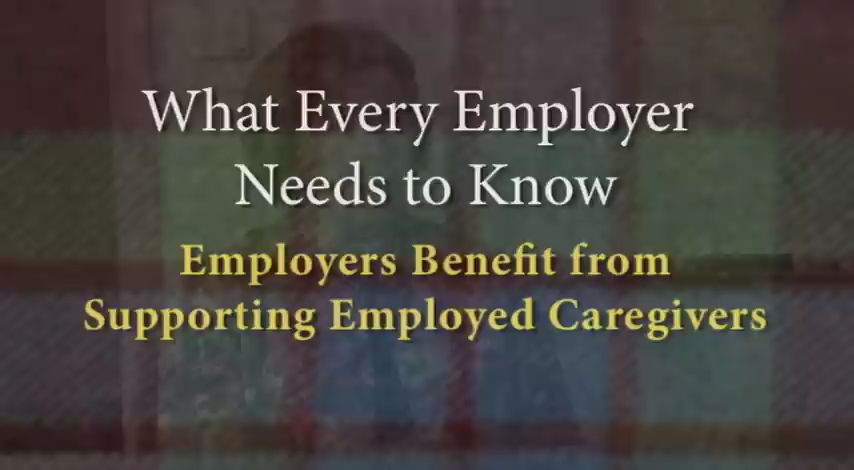 What Every Employer
Needs to Know
Employers Benefit from
Supporting Employed Caregivers